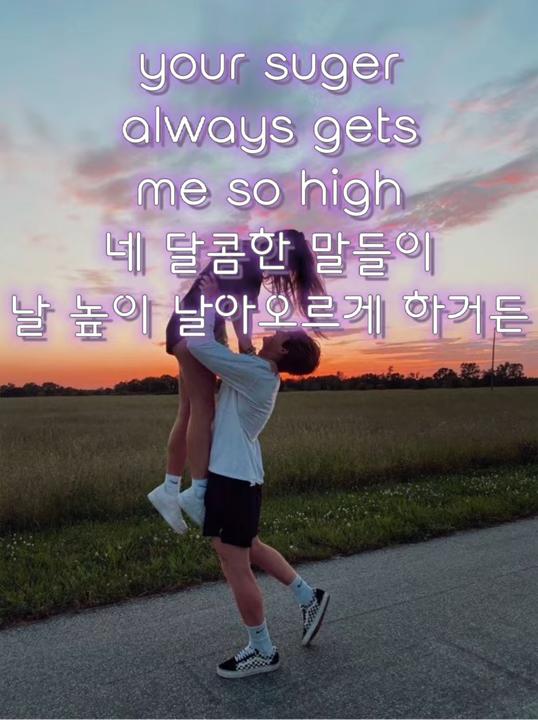 your suger
always gets
me so high
네 달콤한 말들이
날 높이 날아오르게 하거든